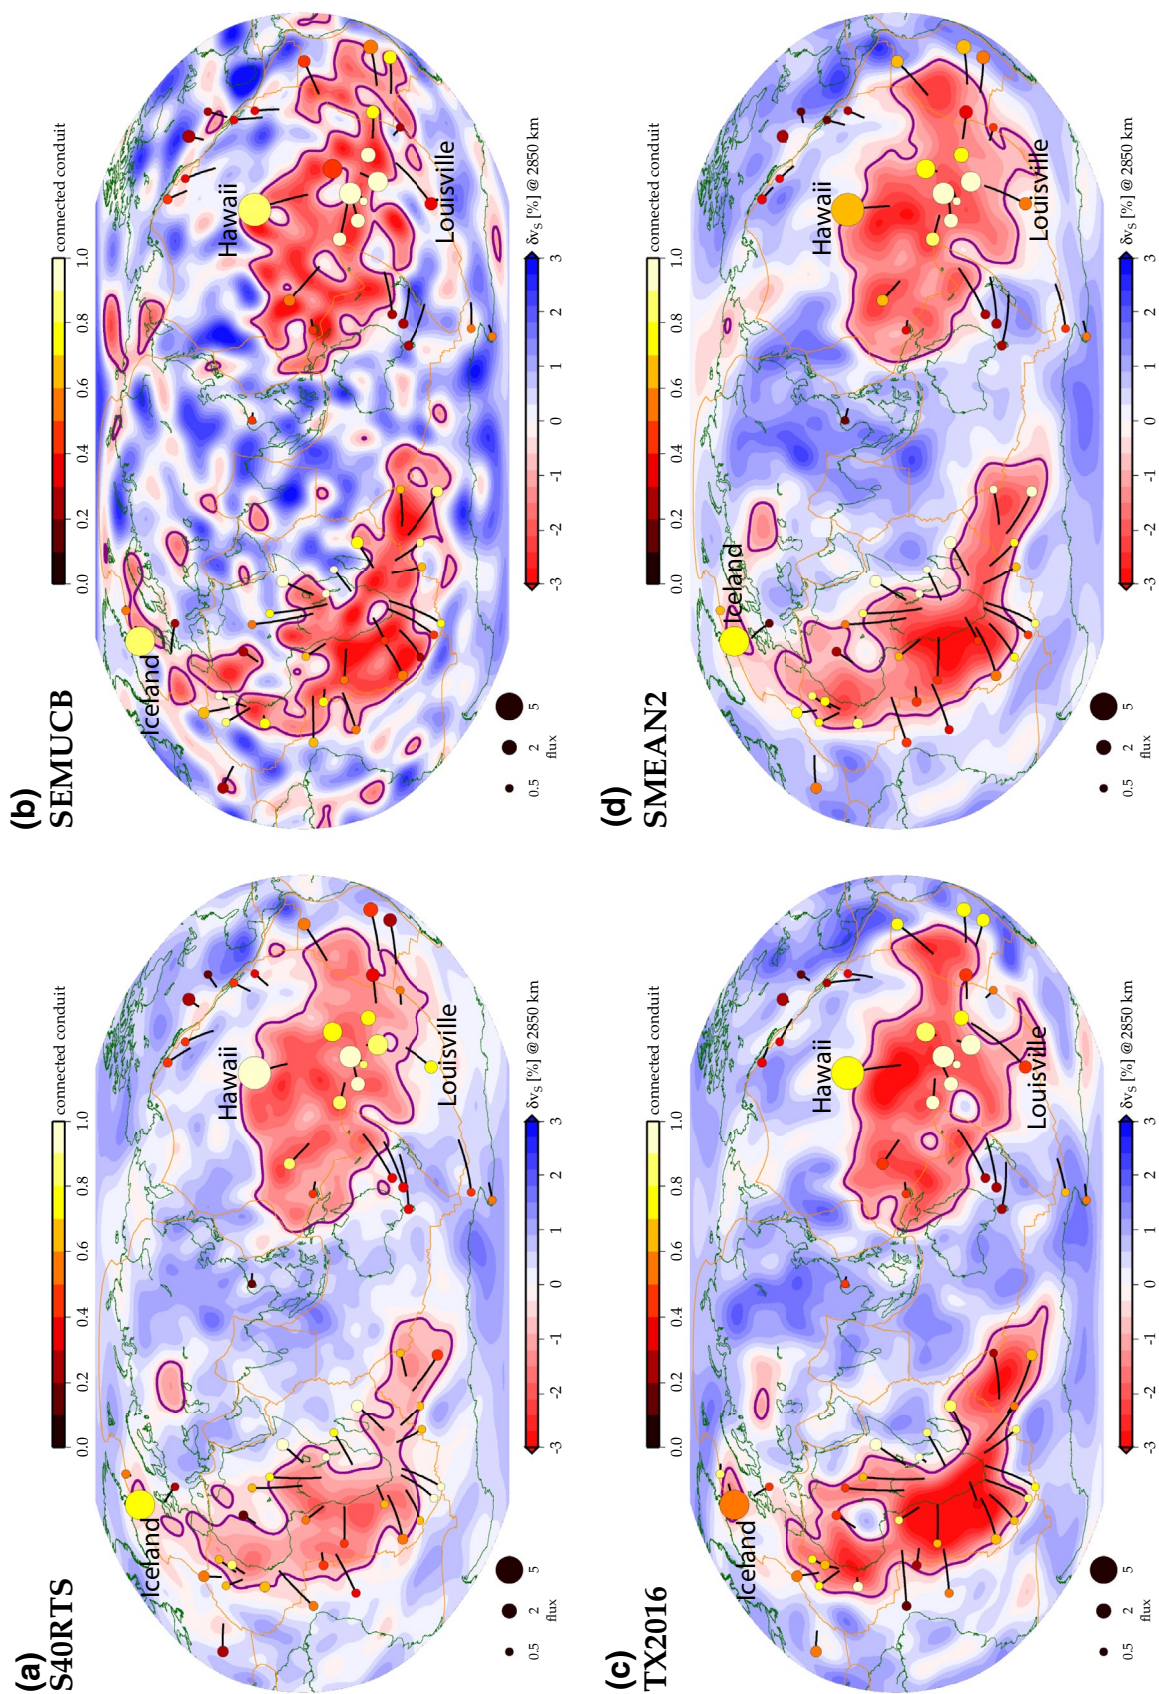 (a)
S40RTS
0.0 0.2 0.4 0.6 0.8 1.0 connected conduit
Iceland
Hawaii
Louisville
0.5 2 5
flux
-3 -2 -1 0 1 2 3 δvS [%] @ 2850 km
(b)
SEMUCB
0.0 0.2 0.4 0.6 0.8 1.0 connected conduit
Iceland
Hawaii
Louisville
0.5 2 5
flux
-3 -2 -1 0 1 2 3 δvS [%] @ 2850 km
(c)
TX2016
0.0 0.2 0.4 0.6 0.8 1.0 connected conduit
Iceland
Hawaii
Louisville
0.5 2 5
flux
-3 -2 -1 0 1 2 3 δvS [%] @ 2850 km
(d)
SMEAN2
0.0 0.2 0.4 0.6 0.8 1.0 connected conduit
Iceland
Hawaii
Louisville
0.5 2 5
flux
-3 -2 -1 0 1 2 3 δvS [%] @ 2850 km